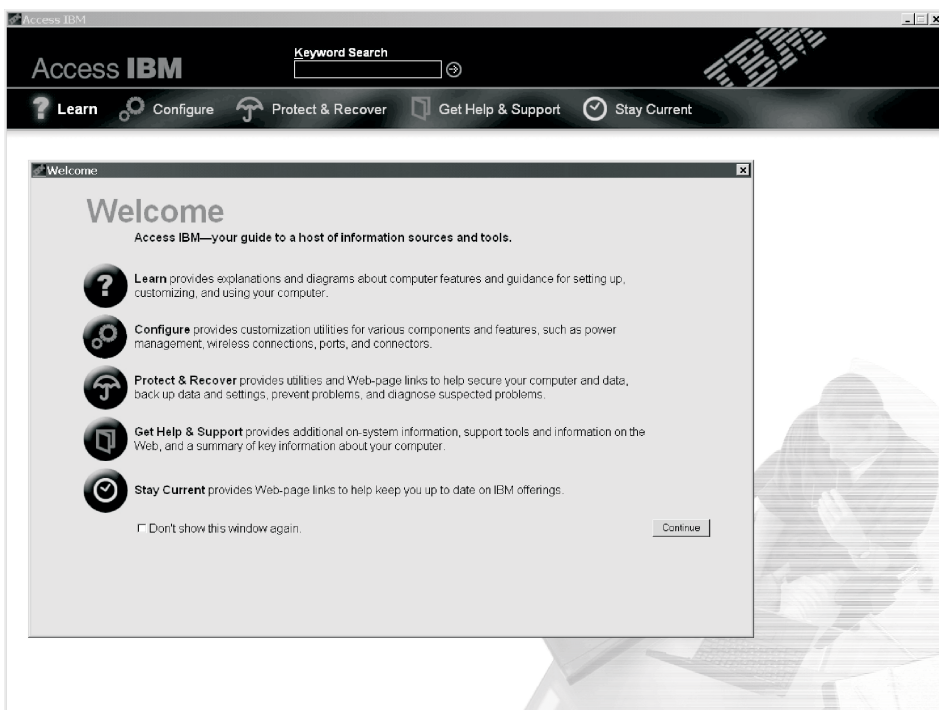 Access IBM
Keyword Search
Access IBM
IBM
Learn Configure Protect & Recover Get Help & Support Stay Current
Welcome
Welcome
Access IBM—your guide to a host of information sources and tools.
Learn provides explanations and diagrams about computer features and guidance for setting up,
customizing, and using your computer.
Configure provides customization utilities for various components and features, such as power
management, wireless connections, ports, and connectors.
Protect & Recover provides utilities and Web-page links to help secure your computer and data,
back up data and settings, prevent problems, and diagnose suspected problems.
Get Help & Support provides additional on-system information, support tools and information on the
Web, and a summary of key information about your computer.
Stay Current provides Web-page links to help keep you up to date on IBM offerings.
Don't show this window again.
Continue